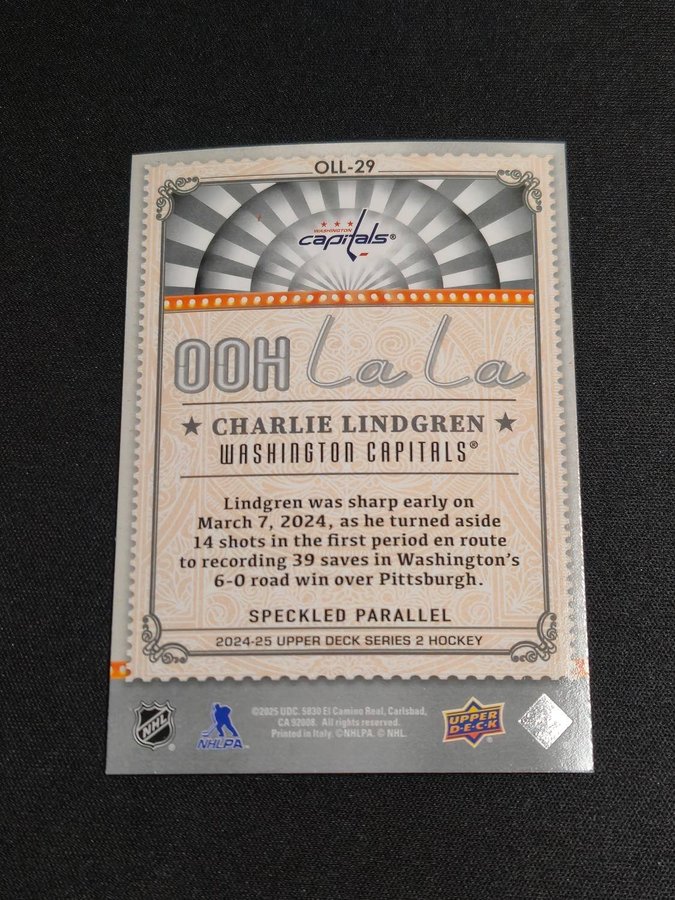 OLL-29
WASHINGTON
capitals®
OOH La La
★ CHARLIE LINDGREN ★
WASHINGTON CAPITALS®
Lindgren was sharp early on
March 7, 2024, as he turned aside
14 shots in the first period en route
to recording 39 saves in Washington's
6-0 road win over Pittsburgh.
SPECKLED PARALLEL
2024-25 UPPER DECK SERIES 2 HOCKEY
NHL
NHLPA
©2025 UDC. 5830 El Camino Real, Carlsbad,
CA 92008. All rights reserved.
Printed in Italy. ©NHLPA. © NHL.
UPPER
D·E·C·K